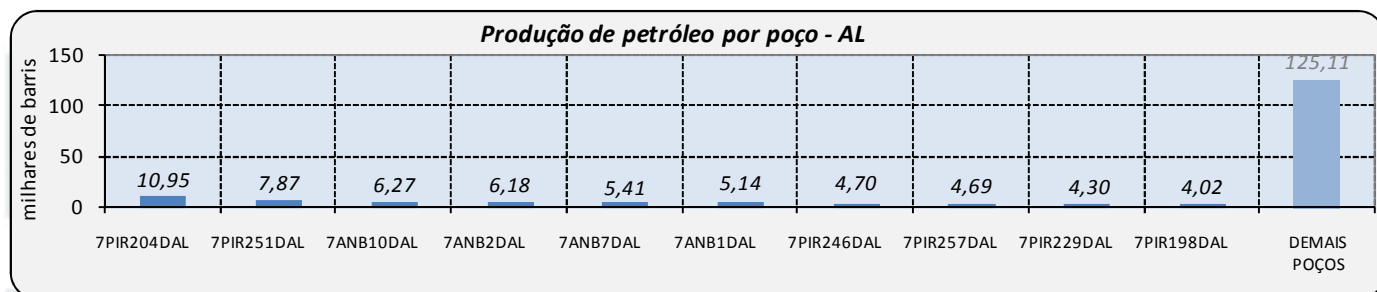 Produção de petróleo por poço - AL
milhares de barris
150
100
50
0
10,95 7,87 6,27 6,18 5,41 5,14 4,70 4,69 4,30 4,02 125,11
7PIR204DAL 7PIR251DAL 7ANB10DAL 7ANB2DAL 7ANB7DAL 7ANB1DAL 7PIR246DAL 7PIR257DAL 7PIR229DAL 7PIR198DAL DEMAIS
POÇOS